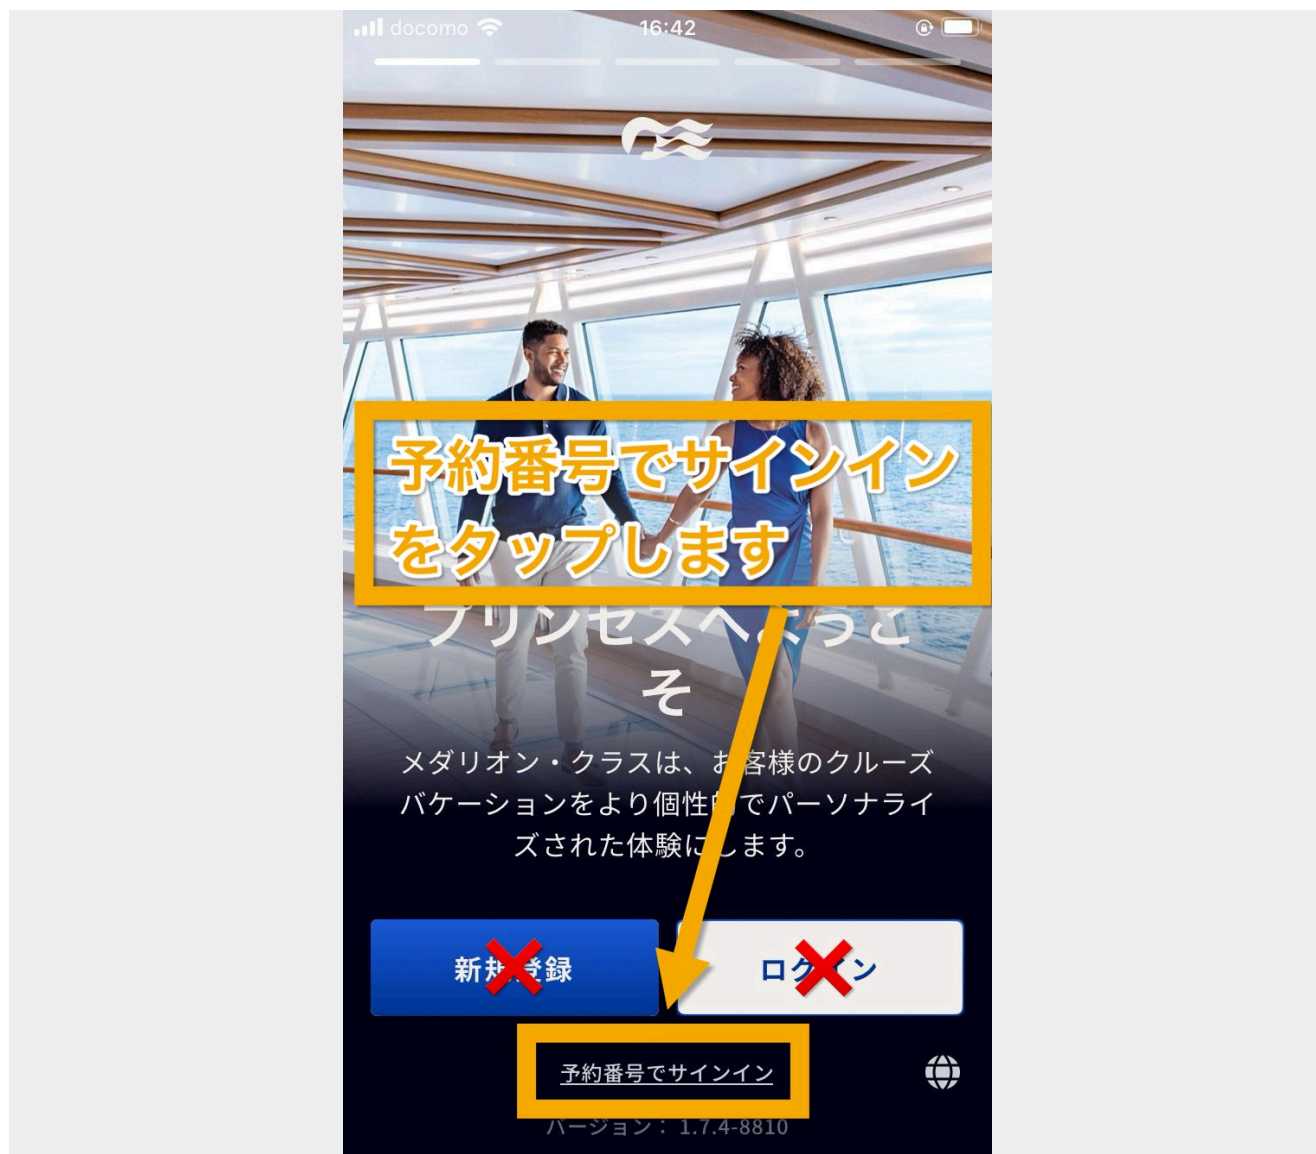 docomo 16:42
予約番号でサインイン
をタップします
プリンセスへようこ
そ
メダリオン・クラスは、お客様のクルーズ
バケーションをより個性的でパーソナライ
ズされた体験にします。
新規登録
ログイン
予約番号でサインイン
バージョン： 1.7.4-8810